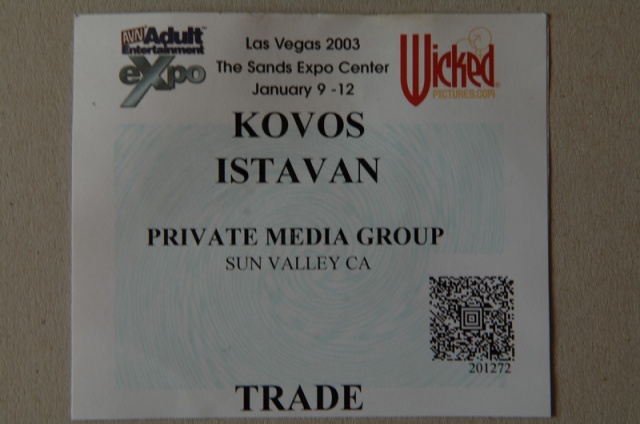 AVN Adult
Entertainment
eXpo
Las Vegas 2003
The Sands Expo Center
January 9 -12
Wicked
PICTURES.COM
KOVOS
ISTAVAN
PRIVATE MEDIA GROUP
SUN VALLEY CA
201272
TRADE